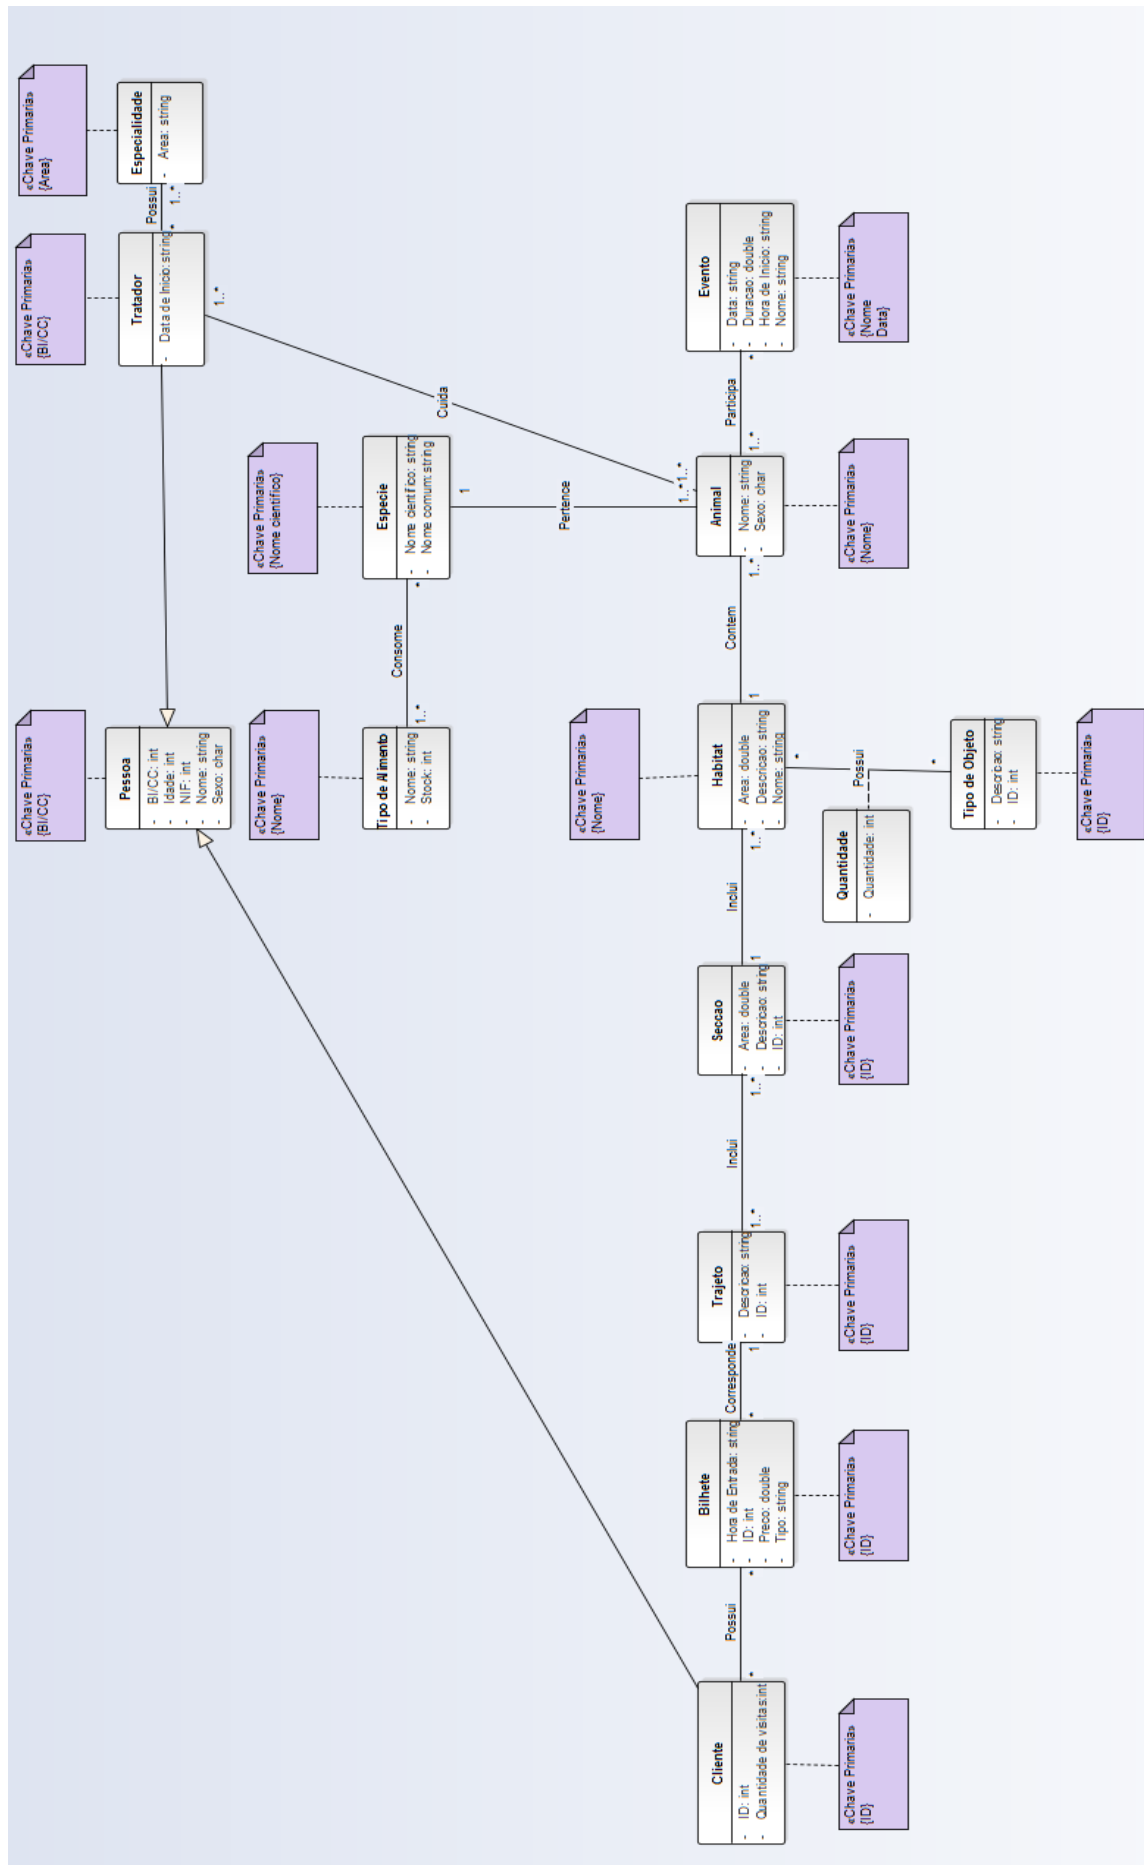 «Chave Primaria»
{BI/CC}
«Chave Primaria»
{BI/CC}
«Chave Primaria»
{Area}
Pessoa
- BI/CC: int
- Idade: int
- NIF: int
- Nome: string
- Sexo: char
Tratador
- Data de Inicio: string
1..*
*
Possui
1..*
Especialidade
- Area: string
«Chave Primaria»
{Nome}
«Chave Primaria»
{Nome cientifico}
Tipo de Alimento
- Nome: string
- Stock: int
1..*
Consome
*
Especie
- Nome cientifico: string
- Nome comum: string
1
Cuida
Pertence
1..*
1..*
«Chave Primaria»
{Nome}
Cliente
- ID: int
- Quantidade de visitas: int
*
Possui
*
Bilhete
- Hora de Entrada: string
- ID: int
- Preco: double
- Tipo: string
*
Corresponde
1
Trajeto
- Descricao: string
- ID: int
1..*
Inclui
1..*
Seccao
- Area: double
- Descricao: string
- ID: int
1
Inclui
1..*
Habitat
- Area: double
- Descricao: string
- Nome: string
1
Contem
1..*
Animal
- Nome: string
- Sexo: char
1..*
Participa
*
Evento
- Data: string
- Duracao: double
- Hora de Inicio: string
- Nome: string
«Chave Primaria»
{ID}
«Chave Primaria»
{ID}
«Chave Primaria»
{ID}
«Chave Primaria»
{ID}
Quantidade
- Quantidade: int
*
Possui
*
«Chave Primaria»
{Nome}
«Chave Primaria»
{Nome
Data}
Tipo de Objeto
- Descricao: string
- ID: int
«Chave Primaria»
{ID}